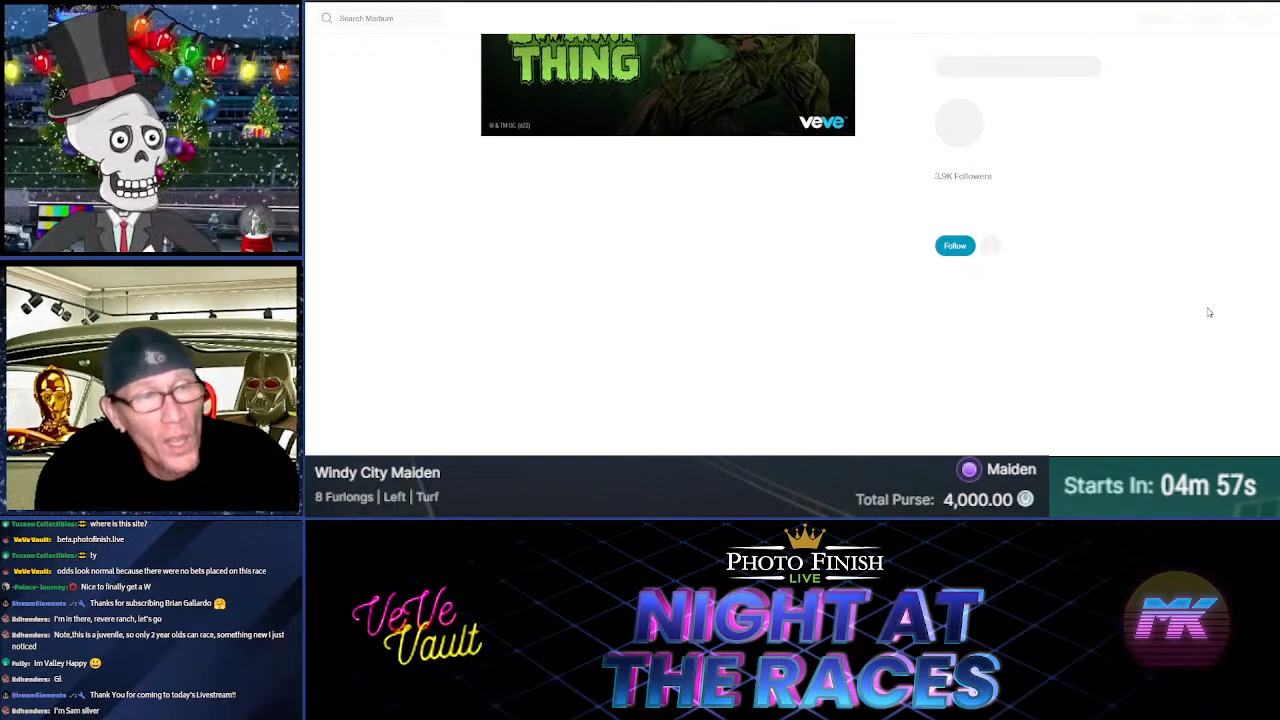 Search Medium
THING
© & TM DC. (s22)
veve
3.9K Followers
Follow
Windy City Maiden
8 Furlongs | Left | Turf
Maiden
Total Purse: 4,000.00
Starts In: 04m 57s
Tucson Collectibles: where is this site?
VeVe Vault: beta.photofinish.live
Tucson Collectibles: ty
VeVe Vault: odds look normal because there were no bets placed on this race
-Palace-Journey: Nice to finally get a W
StreamElements: Thanks for subscribing Brian Gallardo
Bdhenders: I'm in there, revere ranch, let's go
Bdhenders: Note,this is a juvenile, so only 2 year olds can race, something new I just
noticed
Fully: Im Valley Happy
Bdhenders: Gl
StreamElements: Thank You for coming to today's Livestream!!
Bdhenders: I'm Sam silver
VeVe
Vault
PHOTO FINISH
LIVE
NIGHT AT
THE RACES
MK